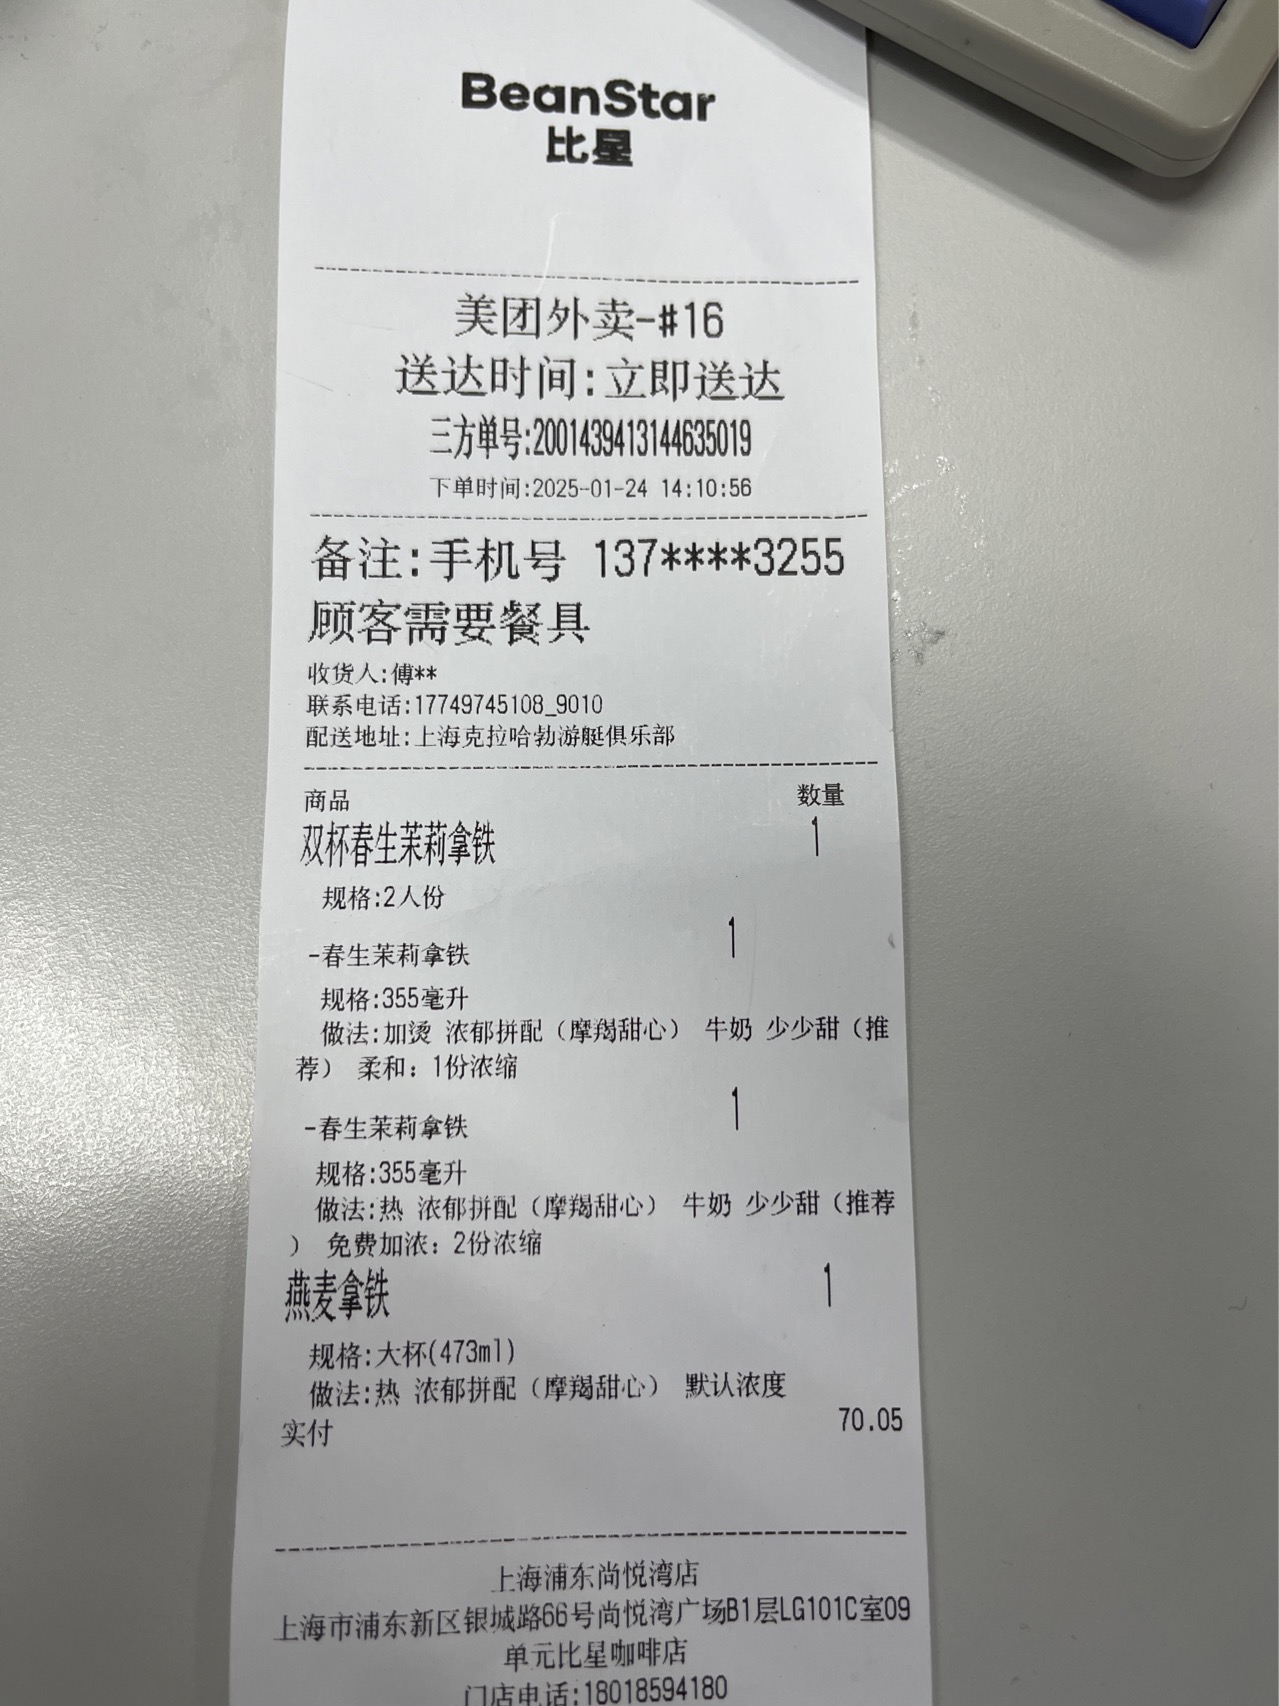 BeanStar
比星
美团外卖-#16
送达时间:立即送达
三方单号:2001439413144635019
下单时间:2025-01-24 14:10:56
备注:手机号 137****3255
顾客需要餐具
收货人:傅**
联系电话:17749745108_9010
配送地址:上海克拉哈勃游艇俱乐部
商品 数量
双杯春生茉莉拿铁 1
规格:2人份
-春生茉莉拿铁 1
规格:355毫升
做法:加烫 浓郁拼配（摩羯甜心） 牛奶 少少甜（推
荐） 柔和：1份浓缩
-春生茉莉拿铁 1
规格:355毫升
做法:热 浓郁拼配（摩羯甜心） 牛奶 少少甜（推荐
） 免费加浓：2份浓缩
燕麦拿铁 1
规格:大杯(473ml)
做法:热 浓郁拼配（摩羯甜心） 默认浓度
实付 70.05
上海浦东尚悦湾店
上海市浦东新区银城路66号尚悦湾广场B1层LG101C室09
单元比星咖啡店
门店电话:18018594180